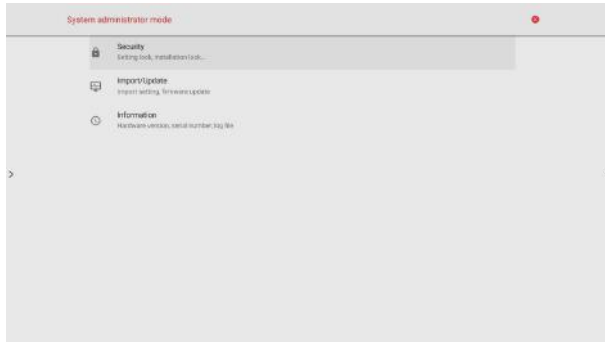 System administrator mode
Security
Setting lock, installation lock...
Import/Update
Import setting, firmware update
Information
Hardware version, serial number, log file